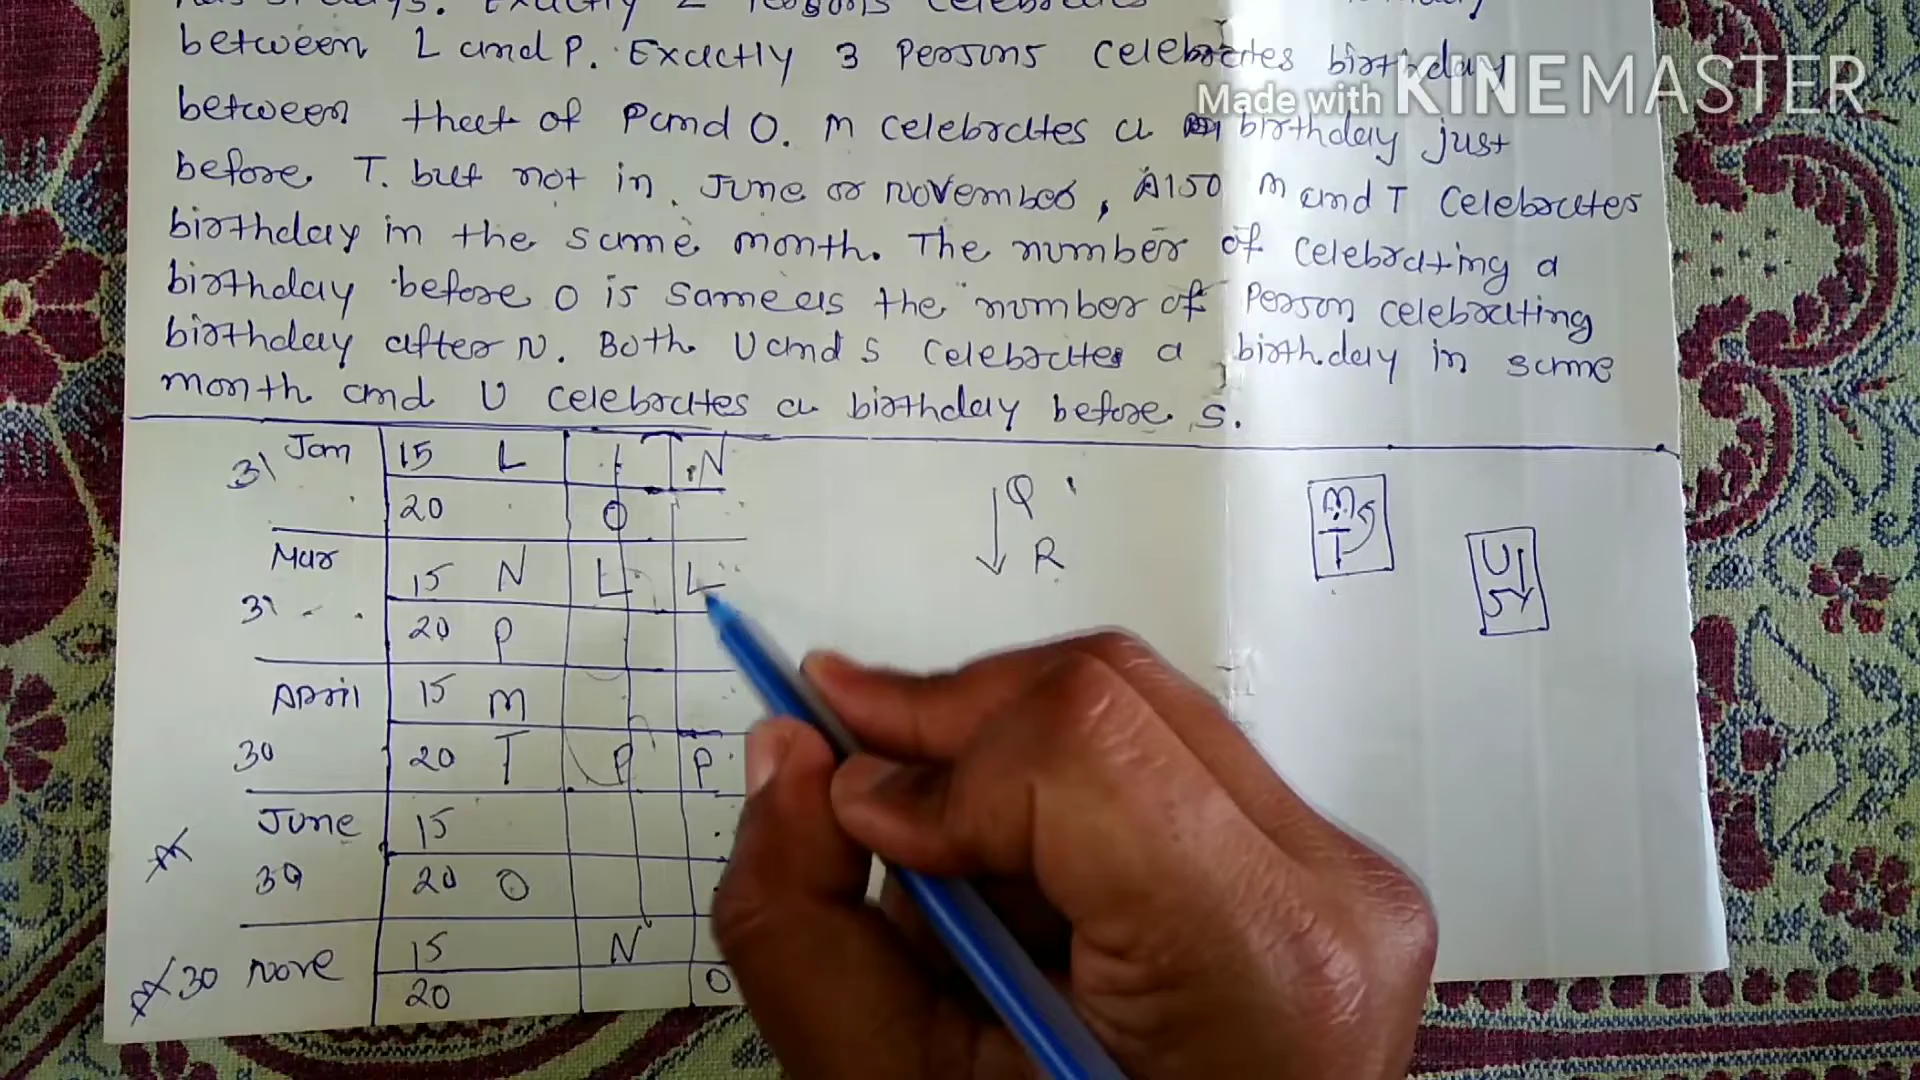 Exactly 2
between L and P. Exactly 3 Persons celebrates birthday
Made with KINEMASTER
between that of P and O. M celebrates a birthday just
before T. but not in June or November, Also M and T celebrates
birthday in the same month. The number of celebrating a
birthday before O is same as the number of Person celebrating
birthday after N. Both U and S celebrates a birthday in same
month and U celebrates a birthday before S.
Jan 31 15 L N
20 O
Mar 31 15 N L L
20 P
April 30 15 M
20 T P P
June 30 15
20 O
Nove 30 15 N
20 O
Q
R
M
T
U
S